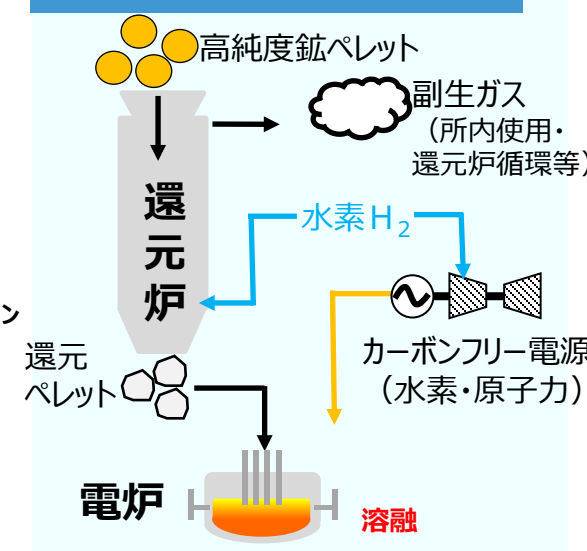 高純度鉱ペレット
副生ガス
（所内使用・
還元炉循環等）
還元炉
水素H2
ン
還元
ペレット
カーボンフリー電源
（水素・原子力）
電炉
溶融